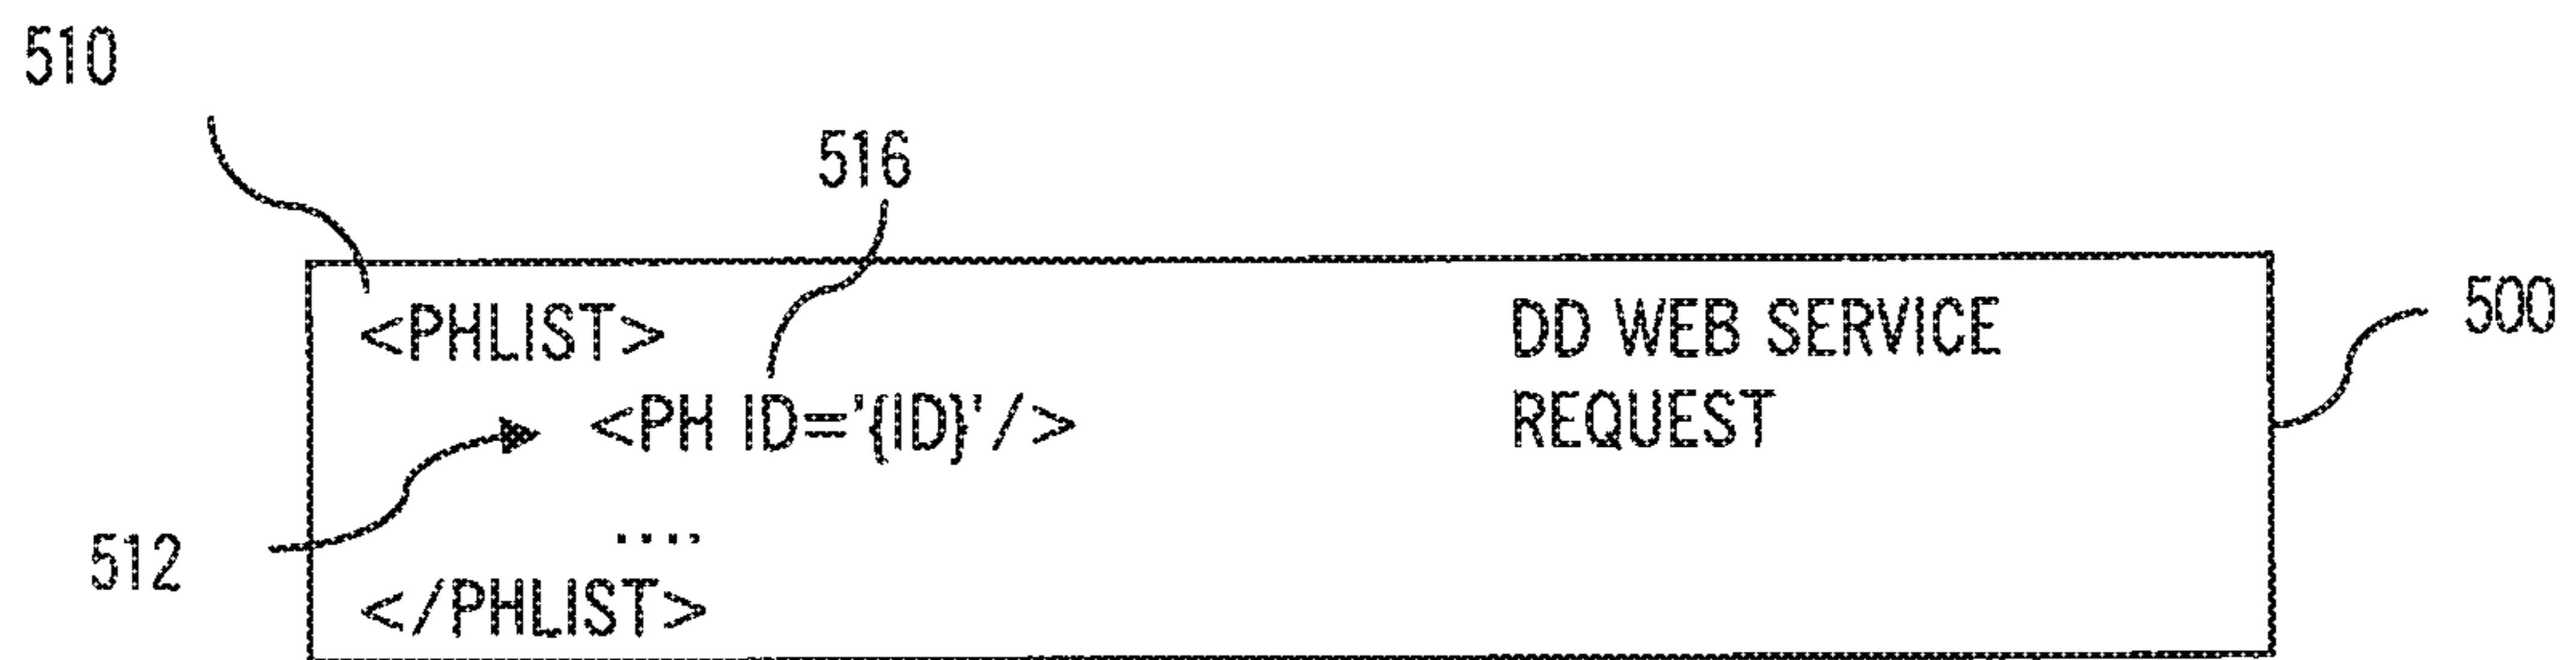 510
516
<PHLIST>
DD WEB SERVICE
500
<PH ID='{ID}'/>
REQUEST
512
....
</PHLIST>